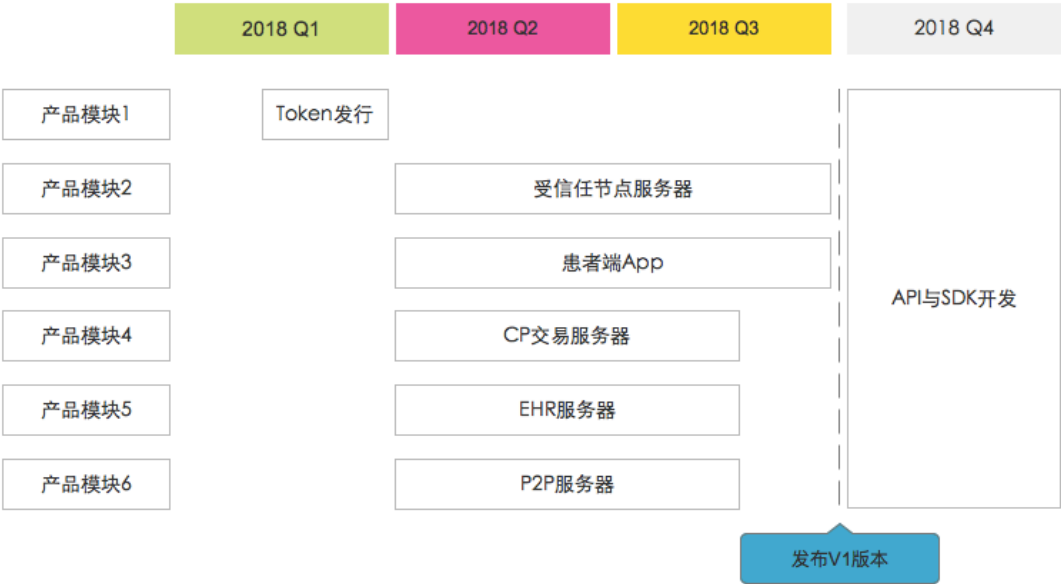 2018 Q1
2018 Q2
2018 Q3
2018 Q4
产品模块1
Token发行
产品模块2
受信任节点服务器
产品模块3
患者端App
API与SDK开发
产品模块4
CP交易服务器
产品模块5
EHR服务器
产品模块6
P2P服务器
发布V1版本